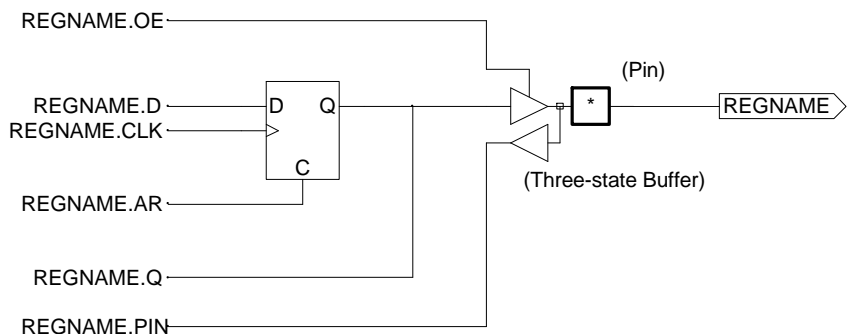 REGNAME.OE
(Pin)
REGNAME.D
D Q
*
REGNAME
REGNAME.CLK
C
(Three-state Buffer)
REGNAME.AR
REGNAME.Q
REGNAME.PIN